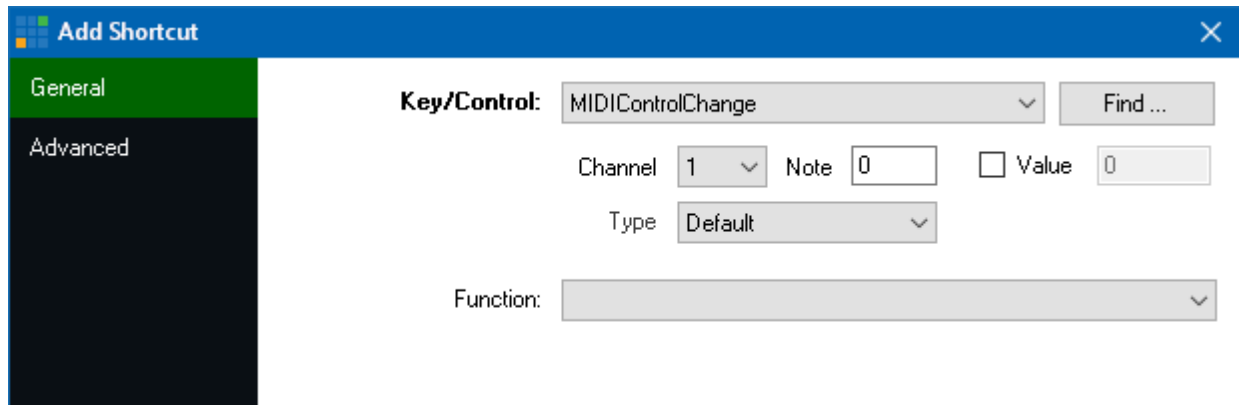 Add Shortcut
General
Advanced
Key/Control: MIDIControlChange Find ...
Channel 1 Note 0 Value 0
Type Default
Function: